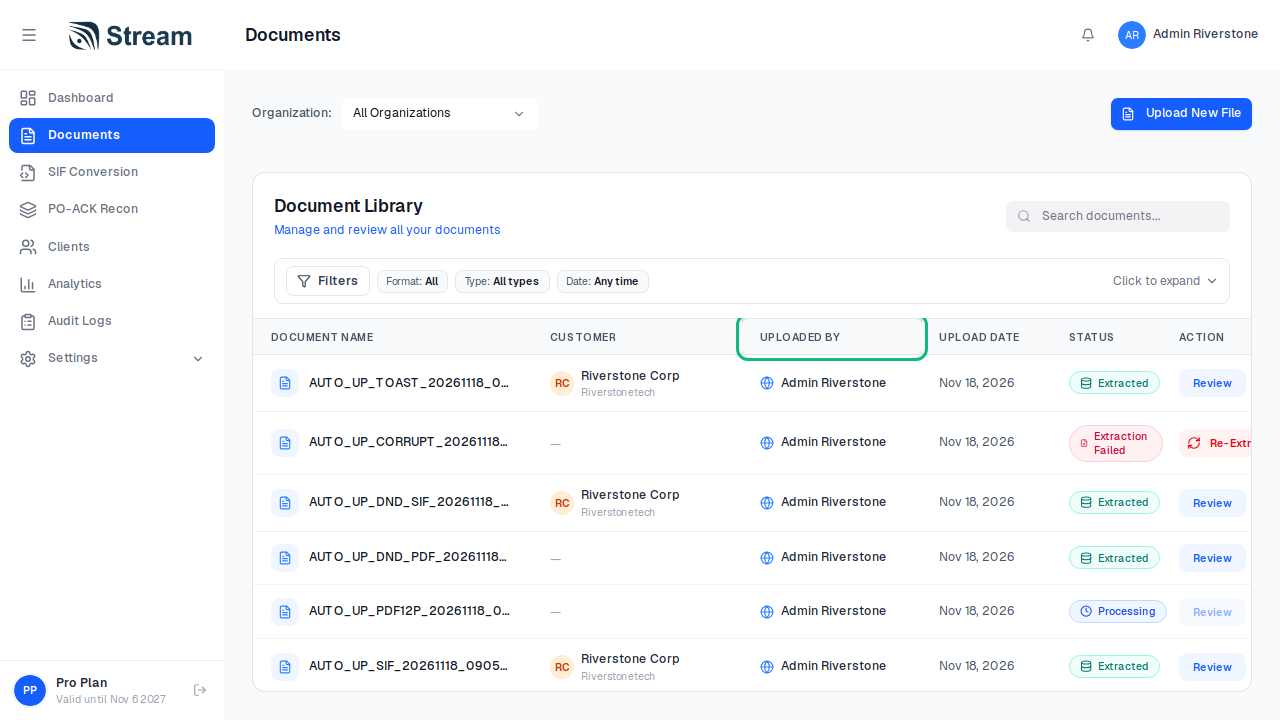 Stream
Documents
AR
Admin Riverstone
Dashboard
Documents
SIF Conversion
PO-ACK Recon
Clients
Analytics
Audit Logs
Settings
PP
Pro Plan
Valid until Nov 6 2027
Organization:
All Organizations
Upload New File
Document Library
Manage and review all your documents
Search documents...
Filters
Format: All
Type: All types
Date: Any time
Click to expand
DOCUMENT NAME CUSTOMER UPLOADED BY UPLOAD DATE STATUS ACTION
AUTO_UP_TOAST_20261118_0... RC Riverstone Corp Admin Riverstone Nov 18, 2026 Extracted Review
Riverstonetech
AUTO_UP_CORRUPT_20261118... — Admin Riverstone Nov 18, 2026 Extraction Failed Re-Extr
AUTO_UP_DND_SIF_20261118_... RC Riverstone Corp Admin Riverstone Nov 18, 2026 Extracted Review
Riverstonetech
AUTO_UP_DND_PDF_20261118... — Admin Riverstone Nov 18, 2026 Extracted Review
AUTO_UP_PDF12P_20261118_0... — Admin Riverstone Nov 18, 2026 Processing Review
AUTO_UP_SIF_20261118_0905... RC Riverstone Corp Admin Riverstone Nov 18, 2026 Extracted Review
Riverstonetech